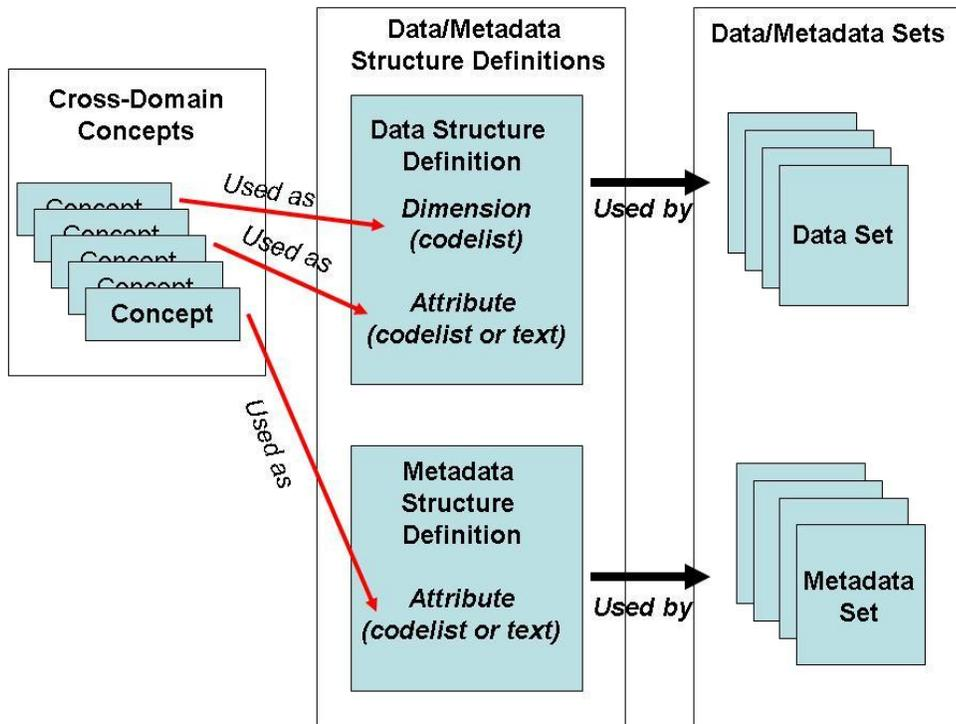 Cross-Domain
Concepts
Concept
Concept
Concept
Concept
Concept
Used as
Used as
Used as
Data/Metadata
Structure Definitions
Data Structure
Definition
Dimension
(codelist)
Attribute
(codelist or text)
Metadata
Structure
Definition
Attribute
(codelist or text)
Used by
Used by
Data/Metadata Sets
Data Set
Metadata
Set